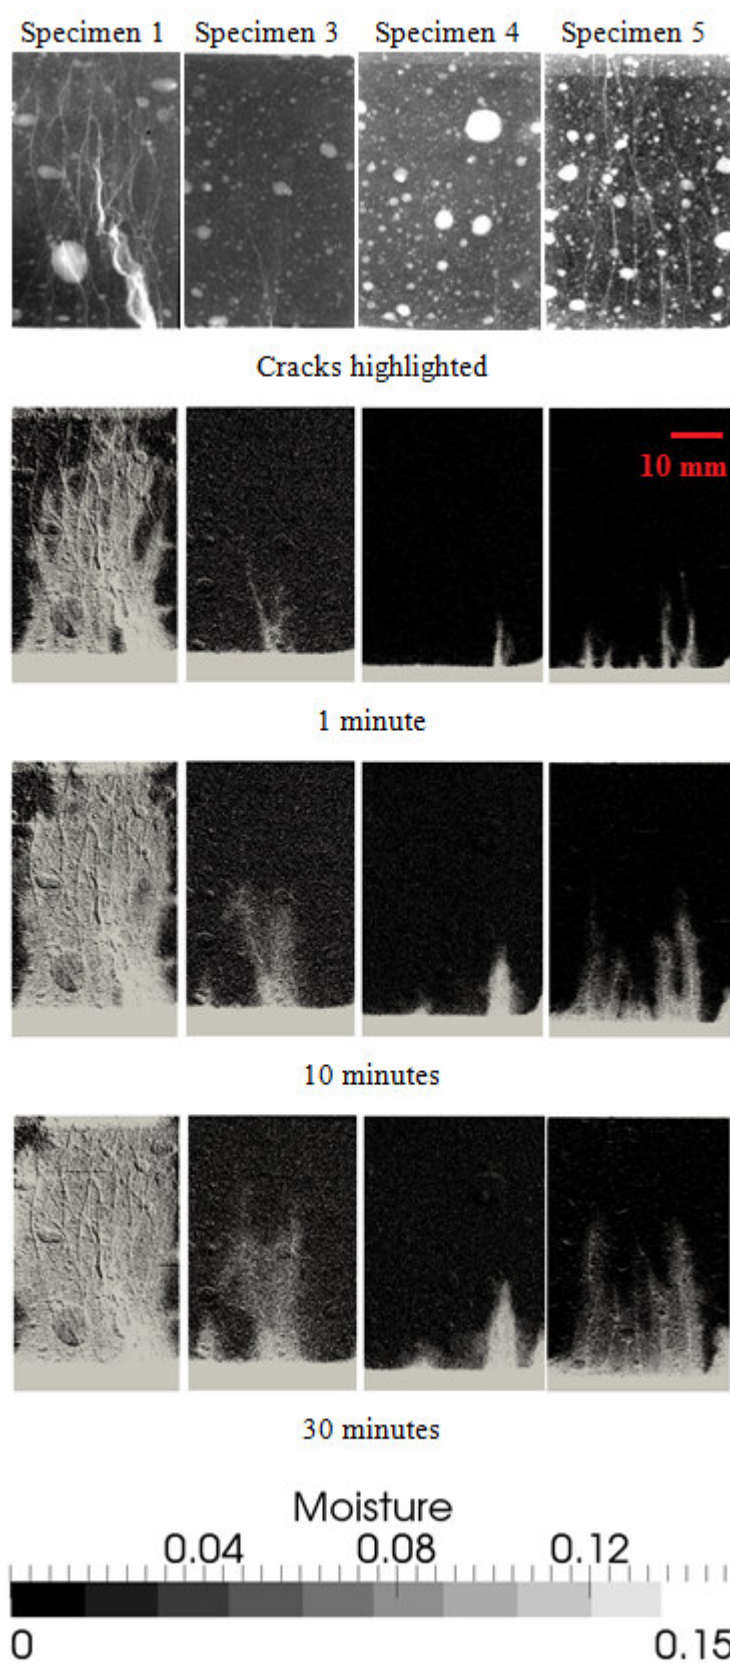 Specimen 1 Specimen 3 Specimen 4 Specimen 5
Cracks highlighted
10 mm
1 minute
10 minutes
30 minutes
Moisture
0.04 0.08 0.12
0 0.15